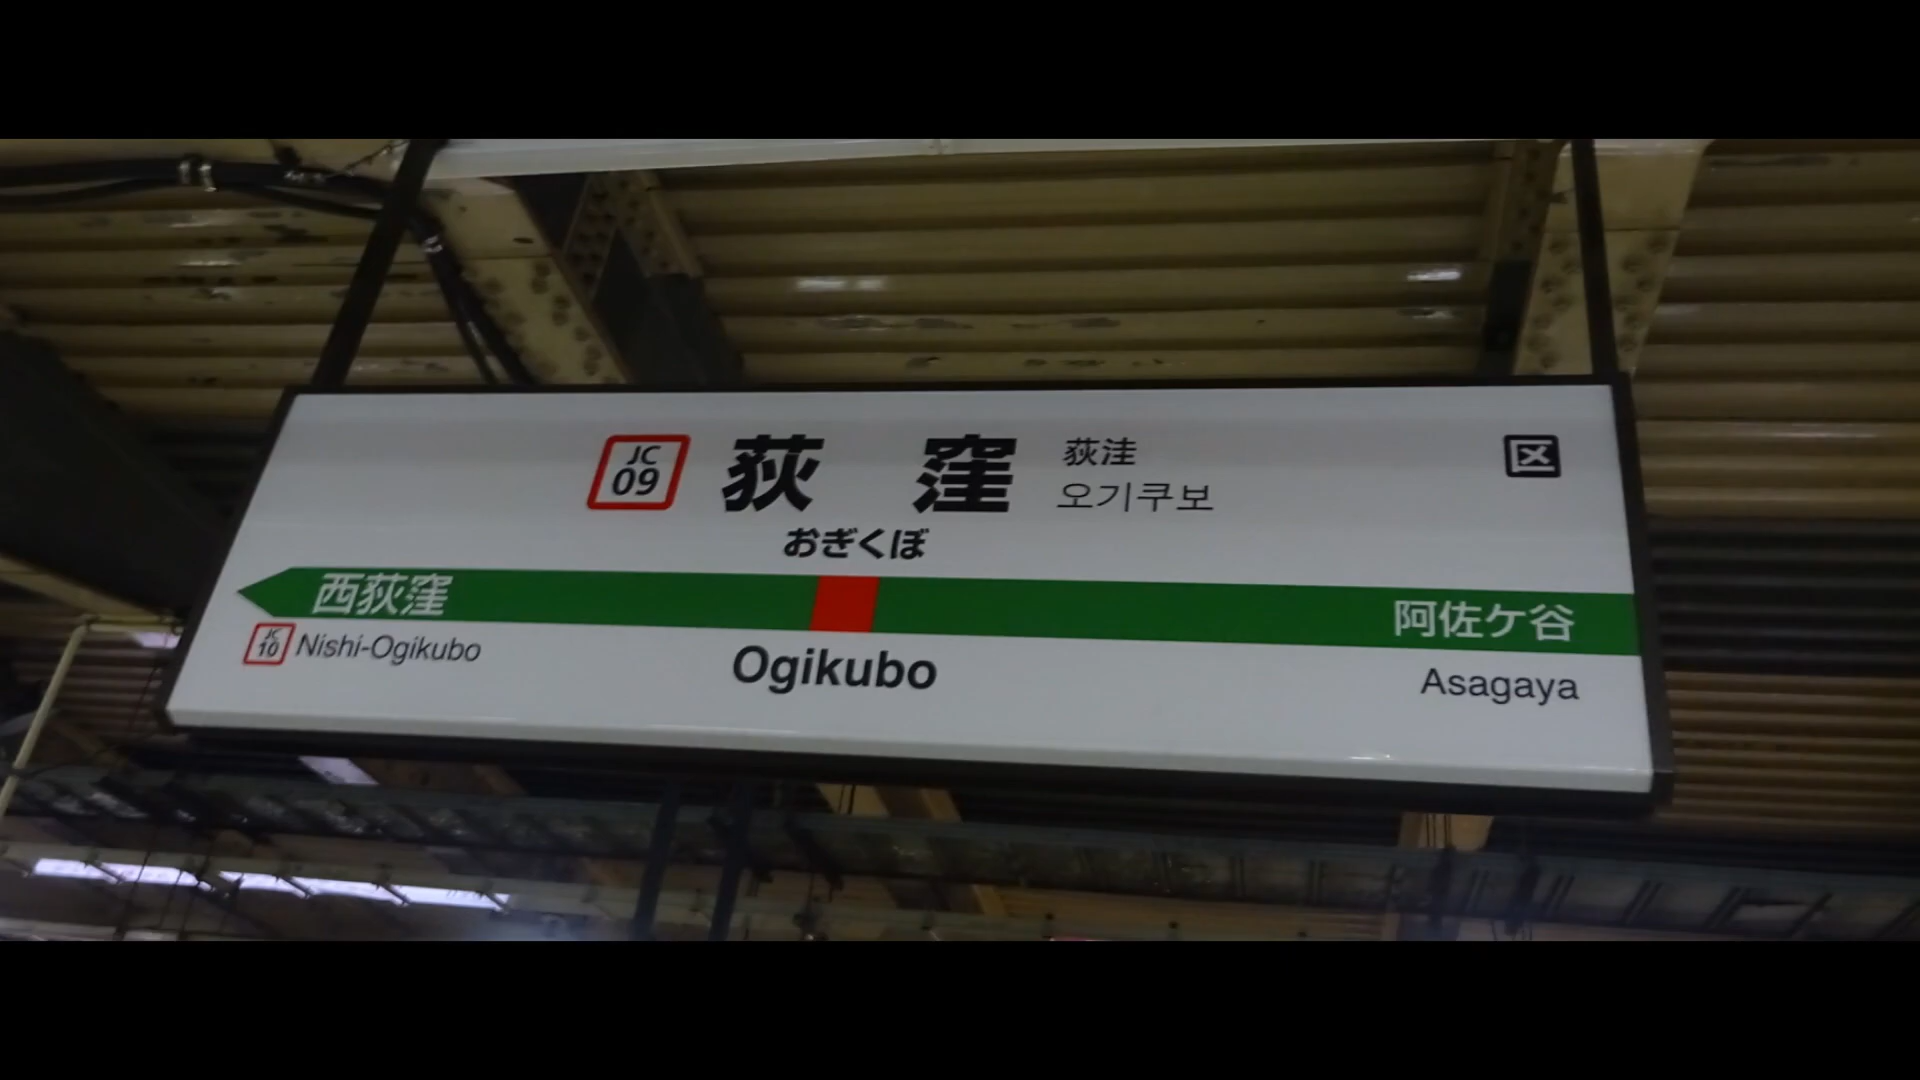 JC
09
荻窪
荻洼
오기쿠보
区
おぎくぼ
西荻窪
阿佐ケ谷
JC
10
Nishi-Ogikubo
Ogikubo
Asagaya